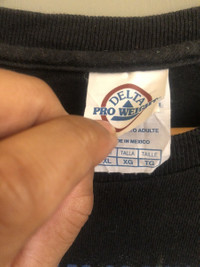 DELTA
PRO WEIGHT
ADULTE
IN MEXICO
TALLA TAILLE
XL XG TG